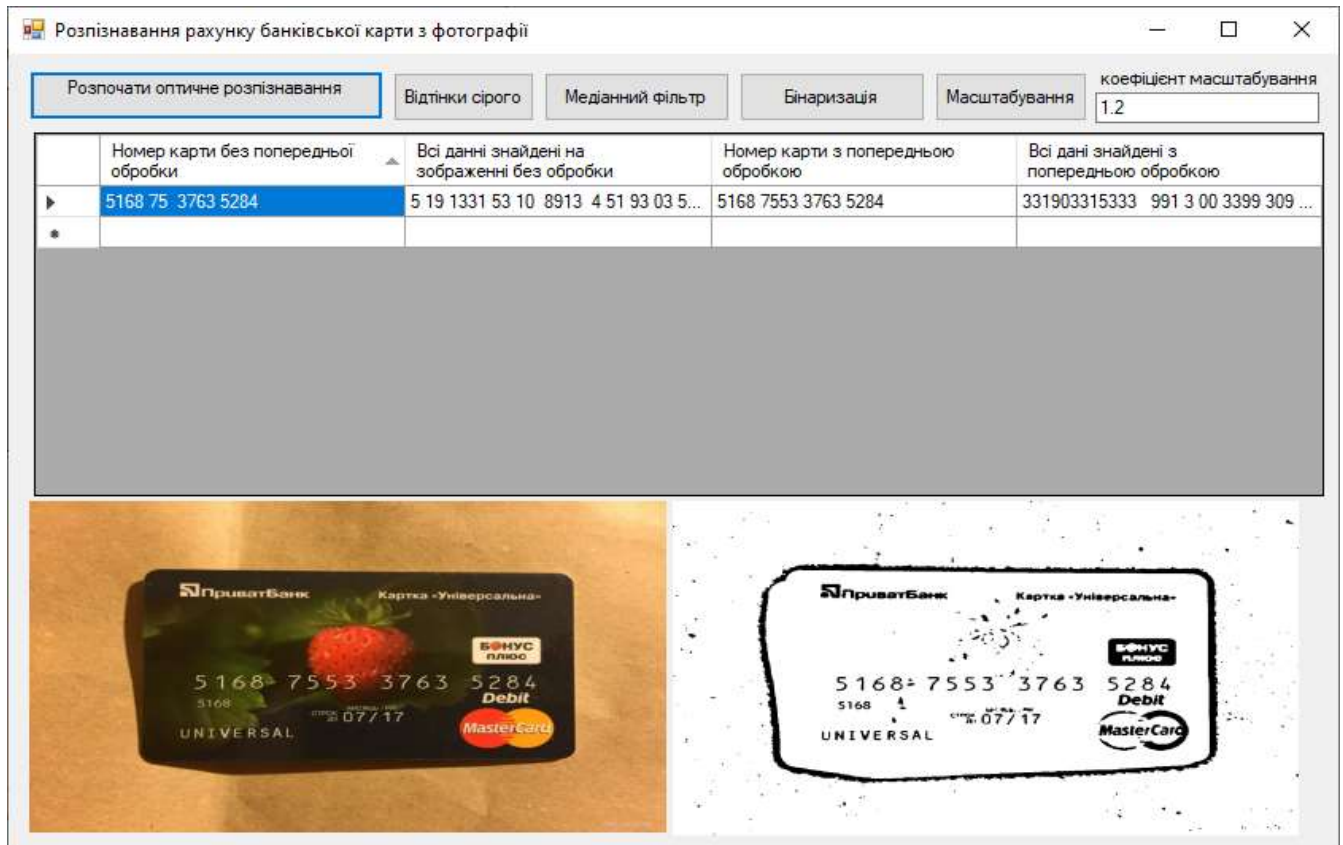 Розпізнавання рахунку банківської карти з фотографії
Розпочати оптичне розпізнавання
Відтінки сірого
Медіанний фільтр
Бінаризація
Масштабування
коефіцієнт масштабування
1.2
Номер карти без попередньої обробки
Всі данні знайдені на зображенні без обробки
Номер карти з попередньою обробкою
Всі дані знайдені з попередньою обробкою
5168 75  3763 5284
5 19 1331 53 10  8913  4 51 93 03 5...
5168 7553 3763 5284
331903315333   991 3 00 3399 309 ...
ПриватБанк
Картка «Універсальна»
БОНУС
ПЛЮС
5168 7553 3763 5284
5168
Debit
07/17
UNIVERSAL
MasterCard
ПриватБанк
Картка «Універсальна»
БОНУС
ПЛЮС
5168 7553 3763 5284
5168
Debit
07/17
UNIVERSAL
MasterCard